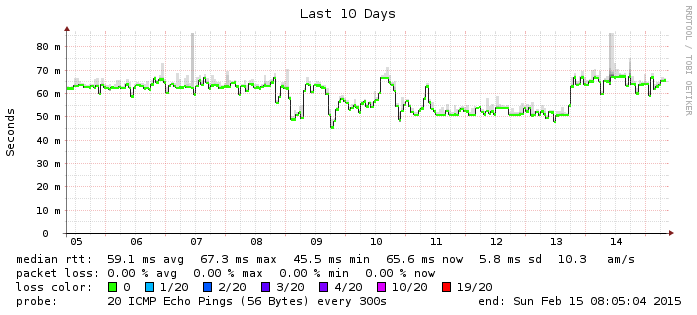 Last 10 Days
RRDTOOL / TOBI OETIKER
Seconds
80 m
70 m
60 m
50 m
40 m
30 m
20 m
10 m
0
05 06 07 08 09 10 11 12 13 14
median rtt: 59.1 ms avg 67.3 ms max 45.5 ms min 65.6 ms now 5.8 ms sd 10.3 am/s
packet loss: 0.00 % avg 0.00 % max 0.00 % min 0.00 % now
loss color: 0 1/20 2/20 3/20 4/20 10/20 19/20
probe: 20 ICMP Echo Pings (56 Bytes) every 300s end: Sun Feb 15 08:05:04 2015